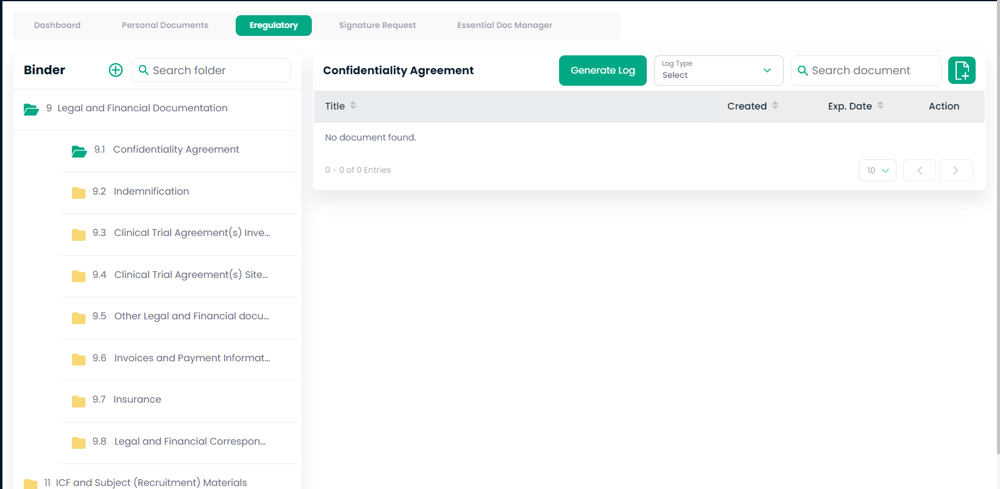 Dashboard
Personal Documents
Eregulatory
Signature Request
Essential Doc Manager
Binder
Search folder
9 Legal and Financial Documentation
9.1 Confidentiality Agreement
9.2 Indemnification
9.3 Clinical Trial Agreement(s) Inve...
9.4 Clinical Trial Agreement(s) Site...
9.5 Other Legal and Financial docu...
9.6 Invoices and Payment Informat...
9.7 Insurance
9.8 Legal and Financial Correspon...
11 ICF and Subject (Recruitment) Materials
Confidentiality Agreement
Generate Log
Log Type
Select
Search document
Title
Created
Exp. Date
Action
No document found.
0 - 0 of 0 Entries
10